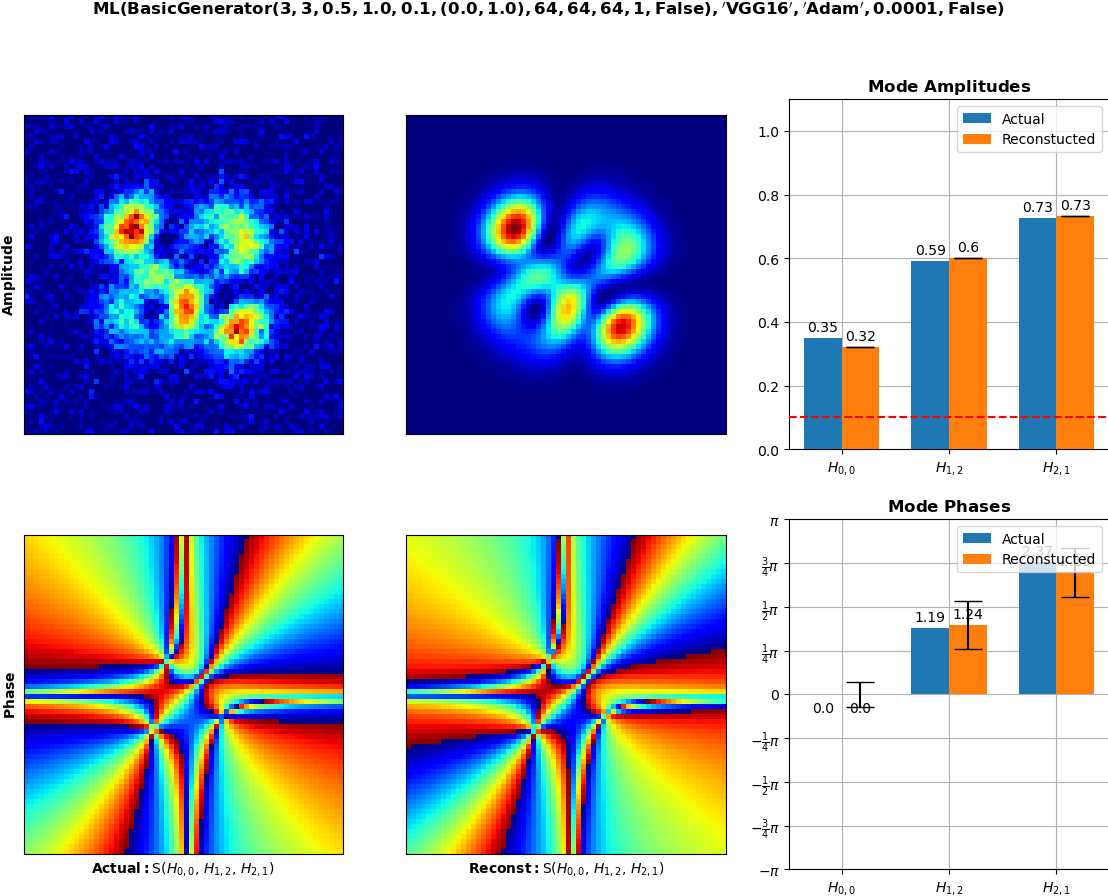 ML(BasicGenerator(3, 3, 0.5, 1.0, 0.1, (0.0, 1.0), 64, 64, 64, 1, False), ′VGG16′, ′Adam′, 0.0001, False)
Amplitude
Mode Amplitudes
Actual
Reconstucted
1.0
0.8
0.6
0.4
0.2
0.0
0.35
0.32
0.59
0.6
0.73
0.73
H0,0
H1,2
H2,1
Phase
Actual: S(H0,0, H1,2, H2,1)
Reconst: S(H0,0, H1,2, H2,1)
Mode Phases
Actual
Reconstucted
π
3/4π
1/2π
1/4π
0
−1/4π
−1/2π
−3/4π
−π
0.0
0.0
1.19
1.24
2.37
H0,0
H1,2
H2,1